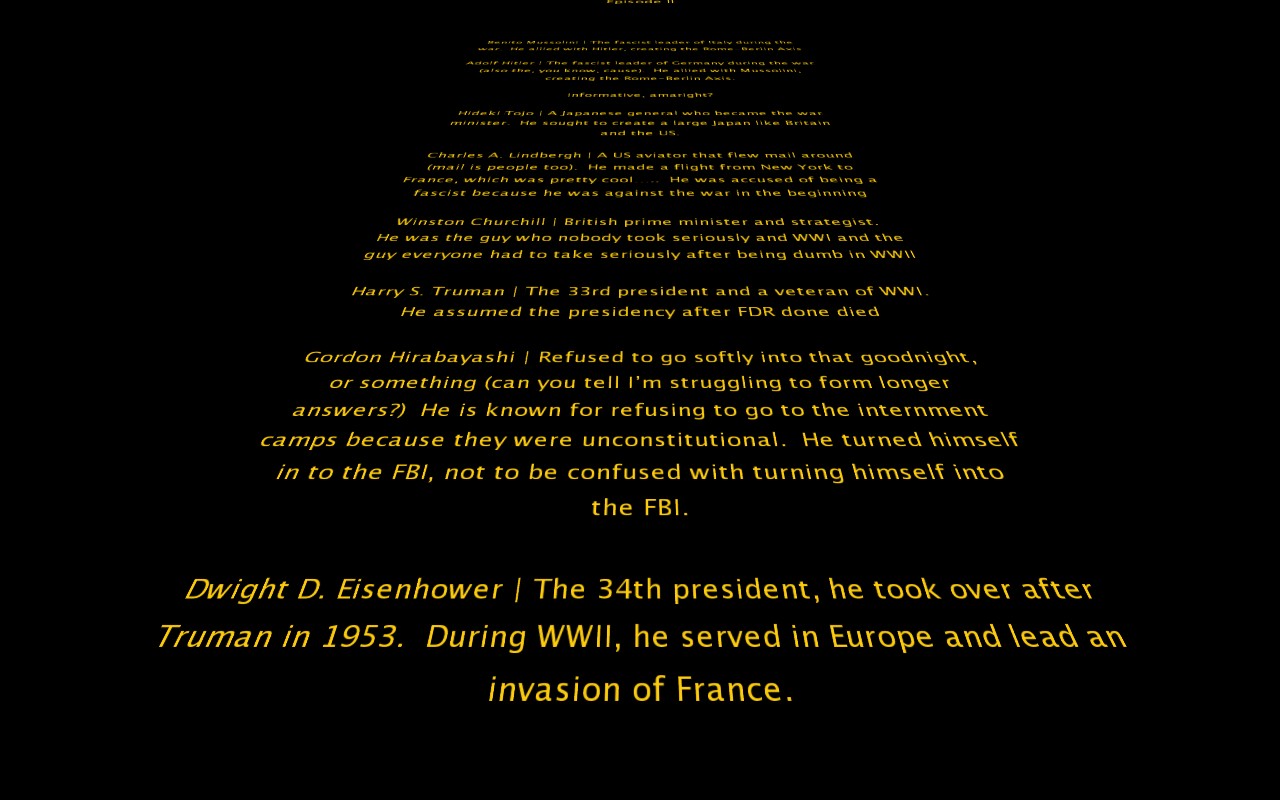 Episode II
Benito Mussolini | The fascist leader of Italy during the
war. He allied with Hitler, creating the Rome-Berlin Axis
Adolf Hitler | The fascist leader of Germany during the war
(also the, you know, cause). He allied with Mussolini,
creating the Rome-Berlin Axis.
Informative, amaright?
Hideki Tojo | A Japanese general who became the war
minister. He sought to create a large Japan like Britain
and the US.
Charles A. Lindbergh | A US aviator that flew mail around
(mail is people too). He made a flight from New York to
France, which was pretty cool .... He was accused of being a
fascist because he was against the war in the beginning
Winston Churchill | British prime minister and strategist.
He was the guy who nobody took seriously and WWI and the
guy everyone had to take seriously after being dumb in WWII
Harry S. Truman | The 33rd president and a veteran of WWI.
He assumed the presidency after FDR done died
Gordon Hirabayashi | Refused to go softly into that goodnight,
or something (can you tell I'm struggling to form longer
answers?) He is known for refusing to go to the internment
camps because they were unconstitutional. He turned himself
in to the FBI, not to be confused with turning himself into
the FBI.
Dwight D. Eisenhower | The 34th president, he took over after
Truman in 1953. During WWII, he served in Europe and lead an
invasion of France.